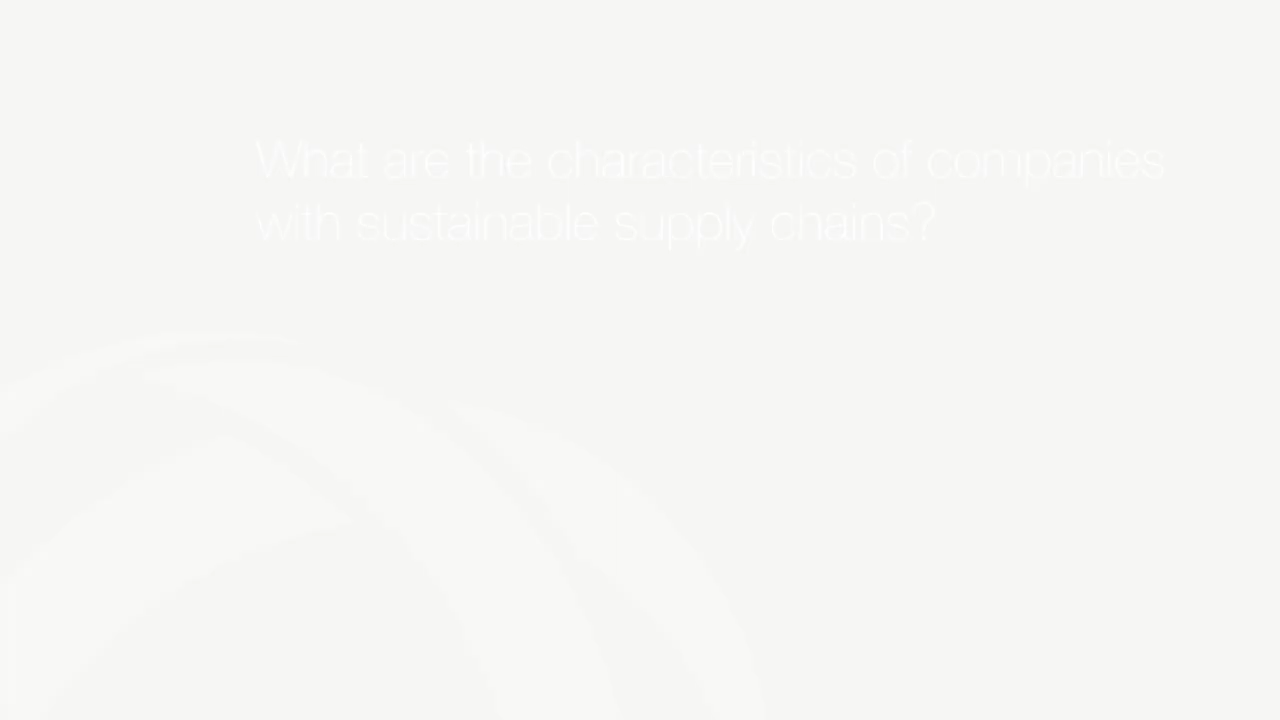 What are the characteristics of companies
with sustainable supply chains?